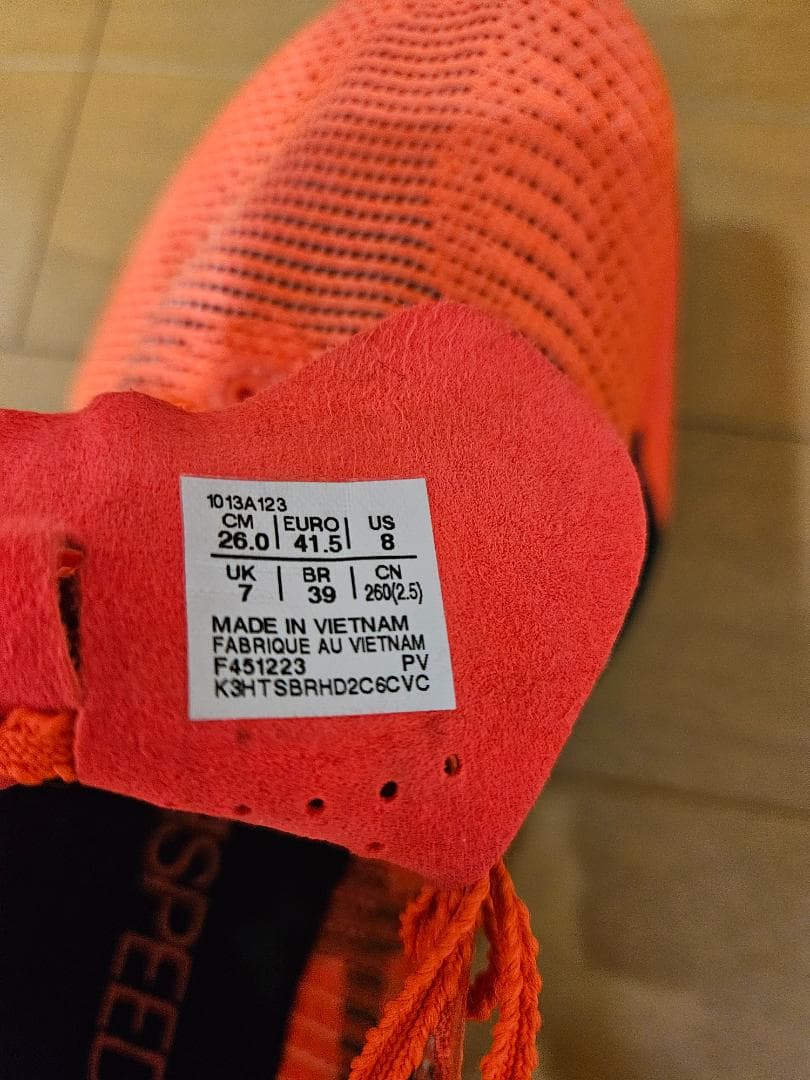 1013A123
CM | EURO | US
26.0 | 41.5 | 8
UK | BR | CN
7 | 39 | 260(2.5)
MADE IN VIETNAM
FABRIQUE AU VIETNAM
F451223 PV
K3HTSBRHD2C6CVC
SPEED